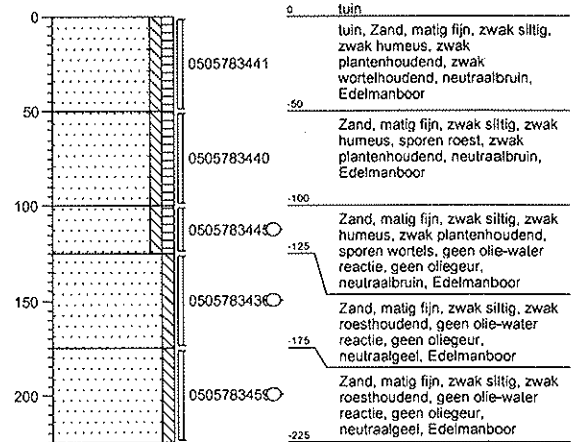 0 tuin
0
tuin, Zand, matig fijn, zwak siltig,
zwak humeus, zwak
plantenhoudend, zwak
wortelhoudend, neutraalbruin,
Edelmanboor
0505783441
50
-50
Zand, matig fijn, zwak siltig, zwak
humeus, sporen roest, zwak
plantenhoudend, neutraalbruin,
Edelmanboor
0505783440
100
-100
Zand, matig fijn, zwak siltig, zwak
humeus, zwak plantenhoudend,
sporen wortels, geen olie-water
reactie, geen oliegeur,
neutraalbruin, Edelmanboor
0505783445
-125
150
0505783436
Zand, matig fijn, zwak siltig, zwak
roesthoudend, geen olie-water
reactie, geen oliegeur,
neutraalgeel, Edelmanboor
-175
200
0505783459
Zand, matig fijn, zwak siltig, zwak
roesthoudend, geen olie-water
reactie, geen oliegeur,
neutraalgeel, Edelmanboor
-225